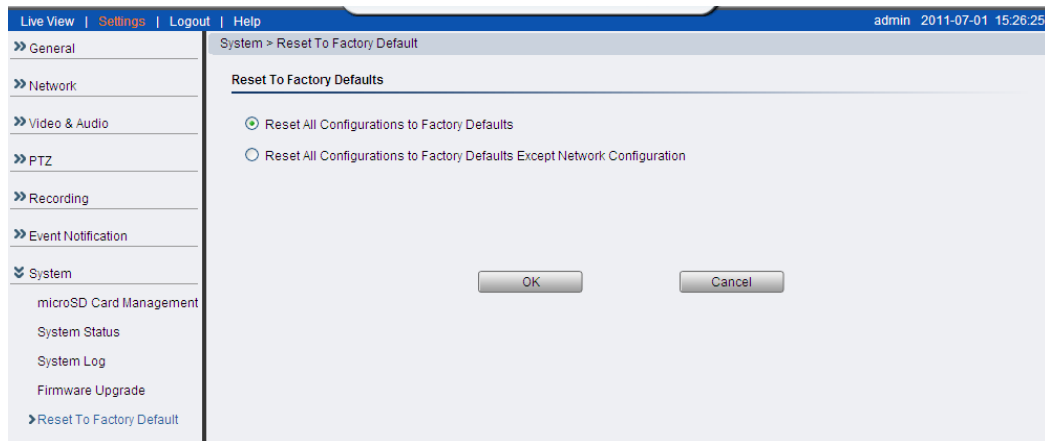 Live View | Settings | Logout | Help admin 2011-07-01 15:26:25
General
Network
Video & Audio
PTZ
Recording
Event Notification
System
microSD Card Management
System Status
System Log
Firmware Upgrade
Reset To Factory Default
System > Reset To Factory Default
Reset To Factory Defaults
Reset All Configurations to Factory Defaults
Reset All Configurations to Factory Defaults Except Network Configuration
OK Cancel